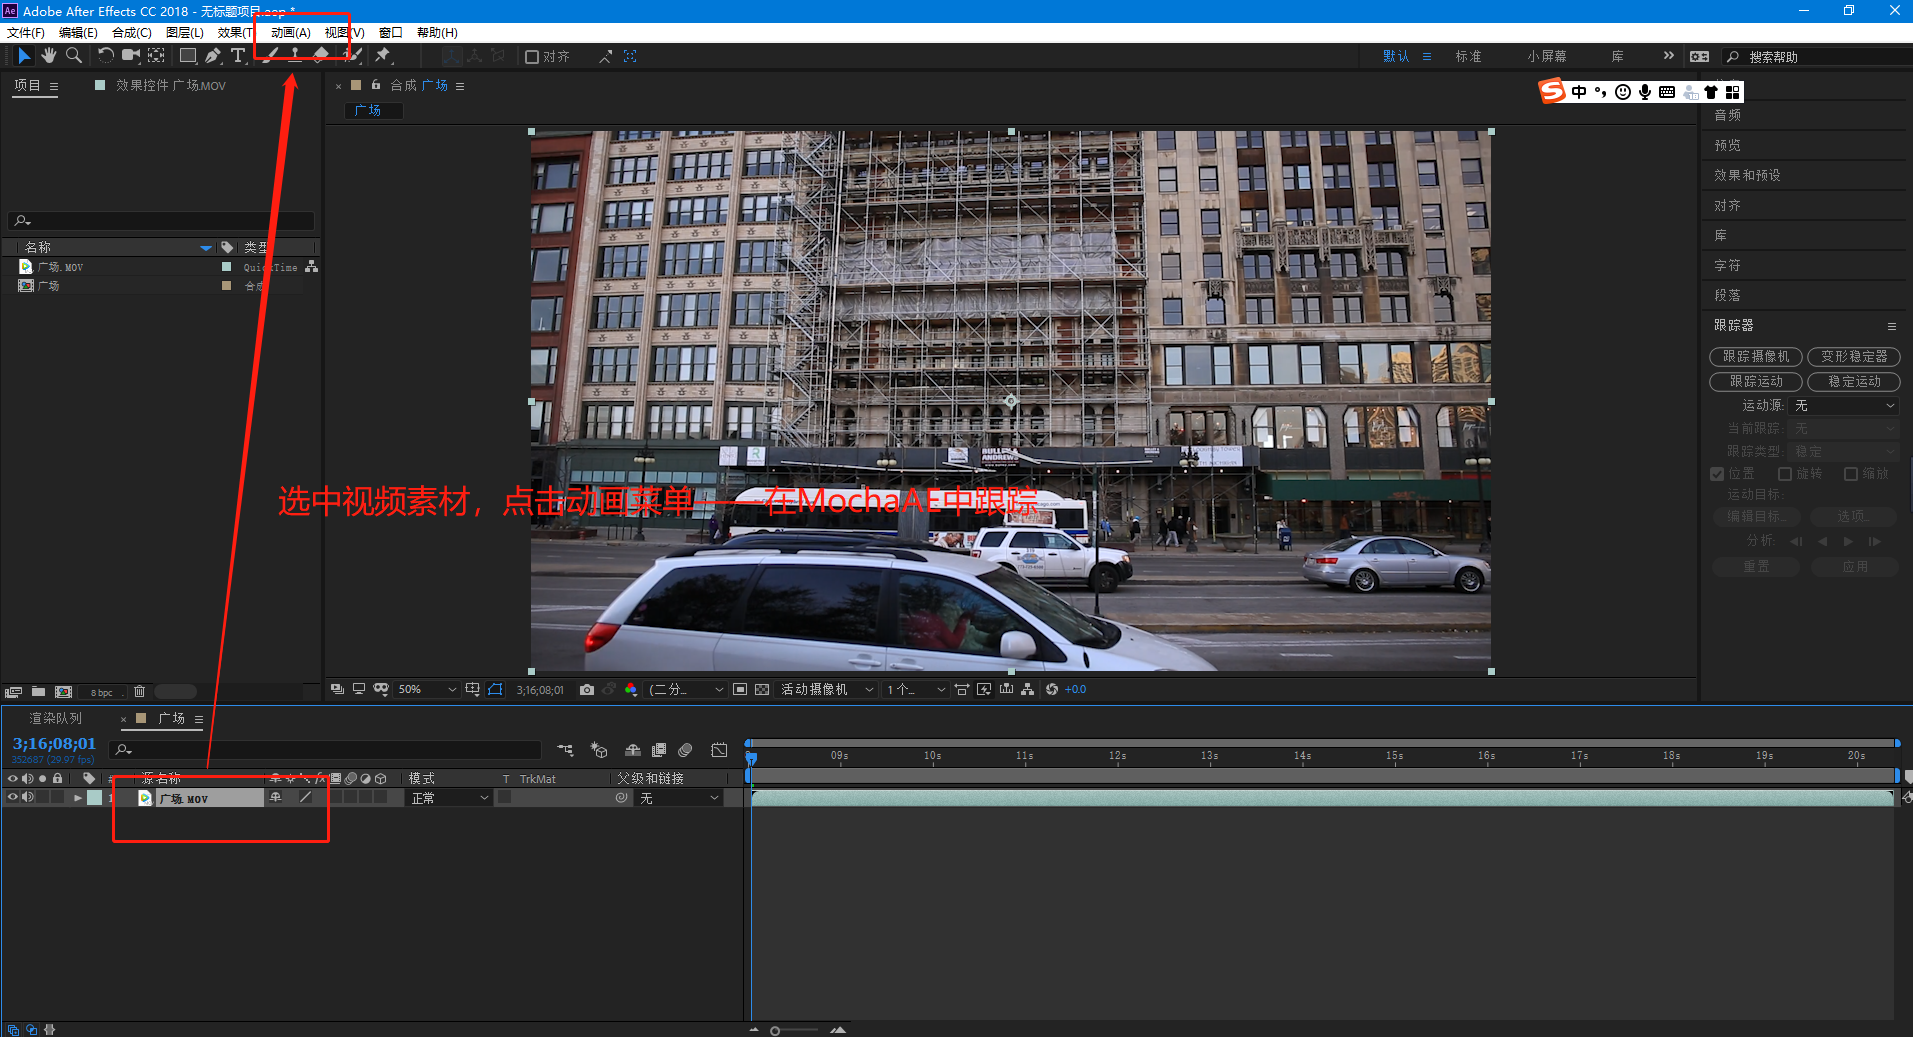 Ae Adobe After Effects CC 2018 - 无标题项目.aep *
文件(F) 编辑(E) 合成(C) 图层(L) 效果(T) 动画(A) 视图(V) 窗口 帮助(H)
对齐 默认 标准 小屏幕 库 搜索帮助
项目 效果控件 广场.MOV
合成 广场
广场
中
音频
预览
效果和预设
对齐
库
字符
段落
跟踪器
跟踪摄像机 变形稳定器
跟踪运动 稳定运动
运动源: 无
当前跟踪: 无
跟踪类型: 稳定
位置 旋转 缩放
运动目标:
编辑目标... 选项...
分析:
重置 应用
名称 类型
广场.MOV QuickTime
广场 合成
选中视频素材，点击动画菜单——在MochaAE中跟踪
8 bpc
50% 3;16;08;01 (二分... 活动摄像机 1个... +0.0
渲染队列 广场
3;16;08;01
352687 (29.97 fps)
09s 10s 11s 12s 13s 14s 15s 16s 17s 18s 19s 20s
# 源名称 模式 T TrkMat 父级和链接
1 广场.MOV 正常 无